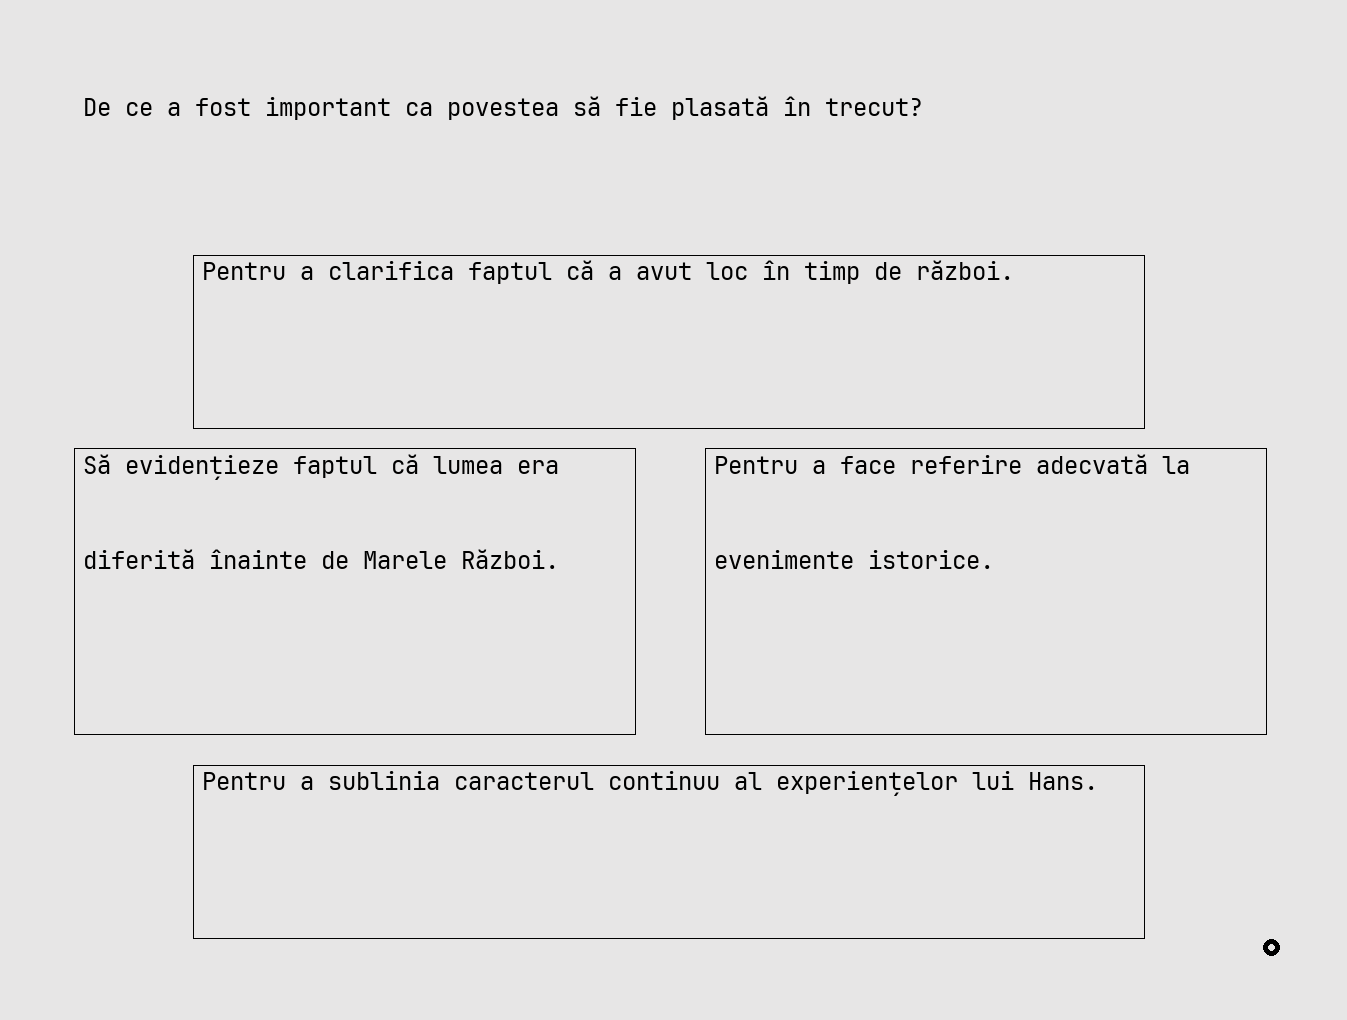 De ce a fost important ca povestea să fie plasată în trecut?
Pentru a clarifica faptul că a avut loc în timp de război.
Să evidențieze faptul că lumea era
diferită înainte de Marele Război.
Pentru a face referire adecvată la
evenimente istorice.
Pentru a sublinia caracterul continuu al experiențelor lui Hans.